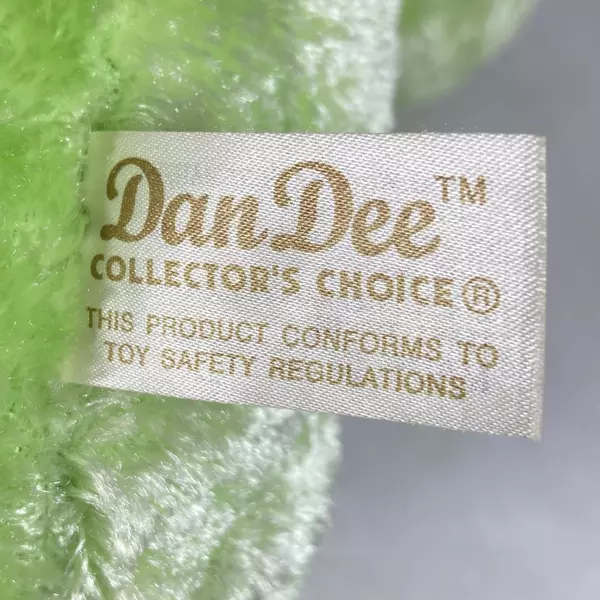 Dan Dee™
COLLECTOR'S CHOICE®
THIS PRODUCT CONFORMS TO
TOY SAFETY REGULATIONS